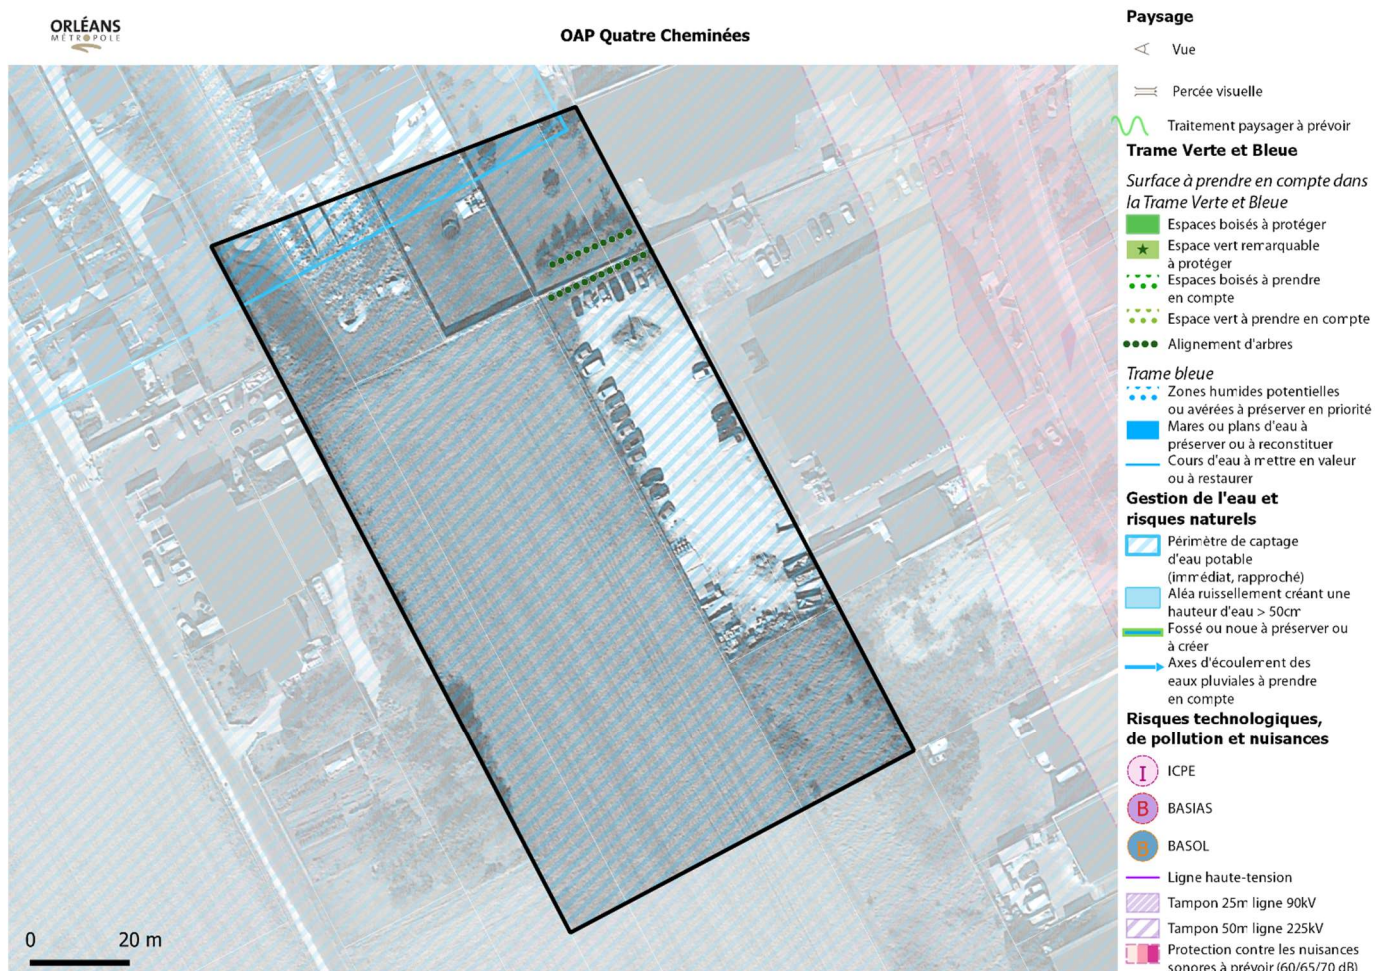 ORLÉANS
MÉTROPOLE
OAP Quatre Cheminées
Paysage
Vue
Percée visuelle
Traitement paysager à prévoir
Trame Verte et Bleue
Surface à prendre en compte dans
la Trame Verte et Bleue
Espaces boisés à protéger
Espace vert remarquable
à protéger
Espaces boisés à prendre
en compte
Espace vert à prendre en compte
Alignement d'arbres
Trame bleue
Zones humides potentielles
ou avérées à préserver en priorité
Mares ou plans d'eau à
préserver ou à reconstituer
Cours d'eau à mettre en valeur
ou à restaurer
Gestion de l'eau et
risques naturels
Périmètre de captage
d'eau potable
(immédiat, rapproché)
Aléa ruissellement créant une
hauteur d'eau > 50cm
Fossé ou noue à préserver ou
à créer
Axes d'écoulement des
eaux pluviales à prendre
en compte
Risques technologiques,
de pollution et nuisances
I ICPE
B BASIAS
B BASOL
Ligne haute-tension
Tampon 25m ligne 90kV
Tampon 50m ligne 225kV
Protection contre les nuisances
sonores à prévoir (60/65/70 dB)
0 20 m